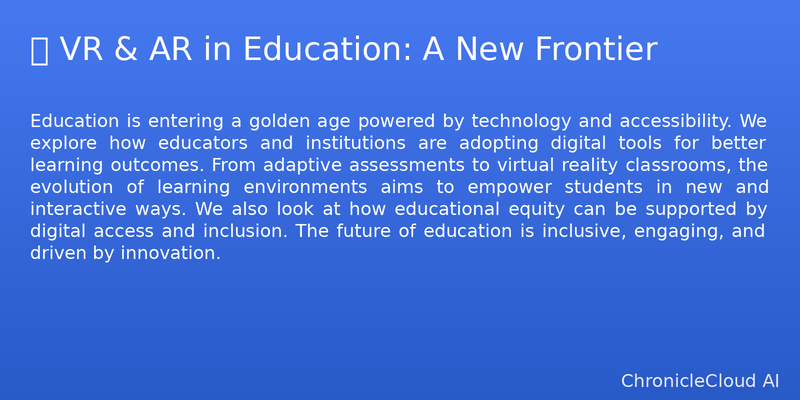 VR & AR in Education: A New Frontier
Education is entering a golden age powered by technology and accessibility. We
explore how educators and institutions are adopting digital tools for better
learning outcomes. From adaptive assessments to virtual reality classrooms, the
evolution of learning environments aims to empower students in new and
interactive ways. We also look at how educational equity can be supported by
digital access and inclusion. The future of education is inclusive, engaging, and
driven by innovation.
ChronicleCloud AI